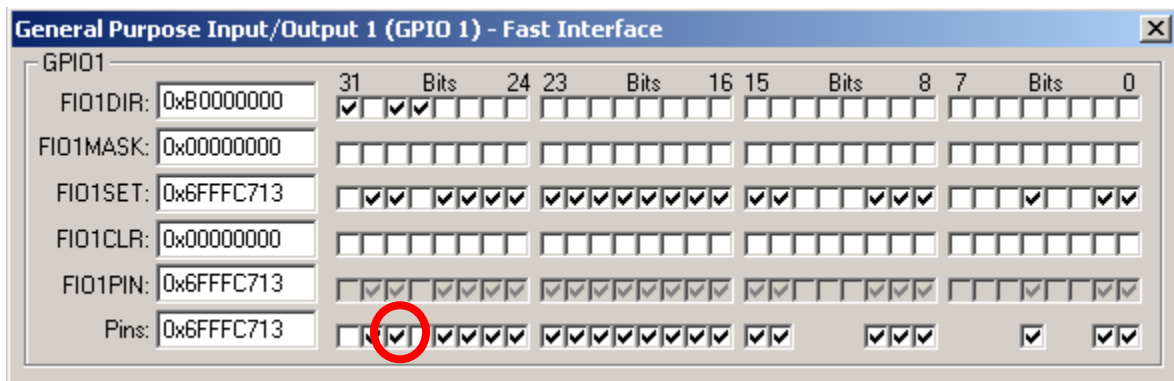 General Purpose Input/Output 1 (GPIO 1) - Fast Interface
GPIO1
31 Bits 24 23 Bits 16 15 Bits 8 7 Bits 0
FIO1DIR: 0xB0000000
FIO1MASK: 0x00000000
FIO1SET: 0x6FFFC713
FIO1CLR: 0x00000000
FIO1PIN: 0x6FFFC713
Pins: 0x6FFFC713